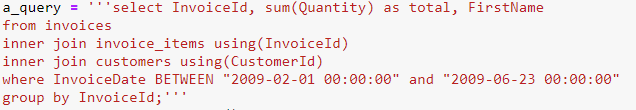 a_query = '''select InvoiceId, sum(Quantity) as total, FirstName
from invoices
inner join invoice_items using(InvoiceId)
inner join customers using(CustomerId)
where InvoiceDate BETWEEN "2009-02-01 00:00:00" and "2009-06-23 00:00:00"
group by InvoiceId;'''